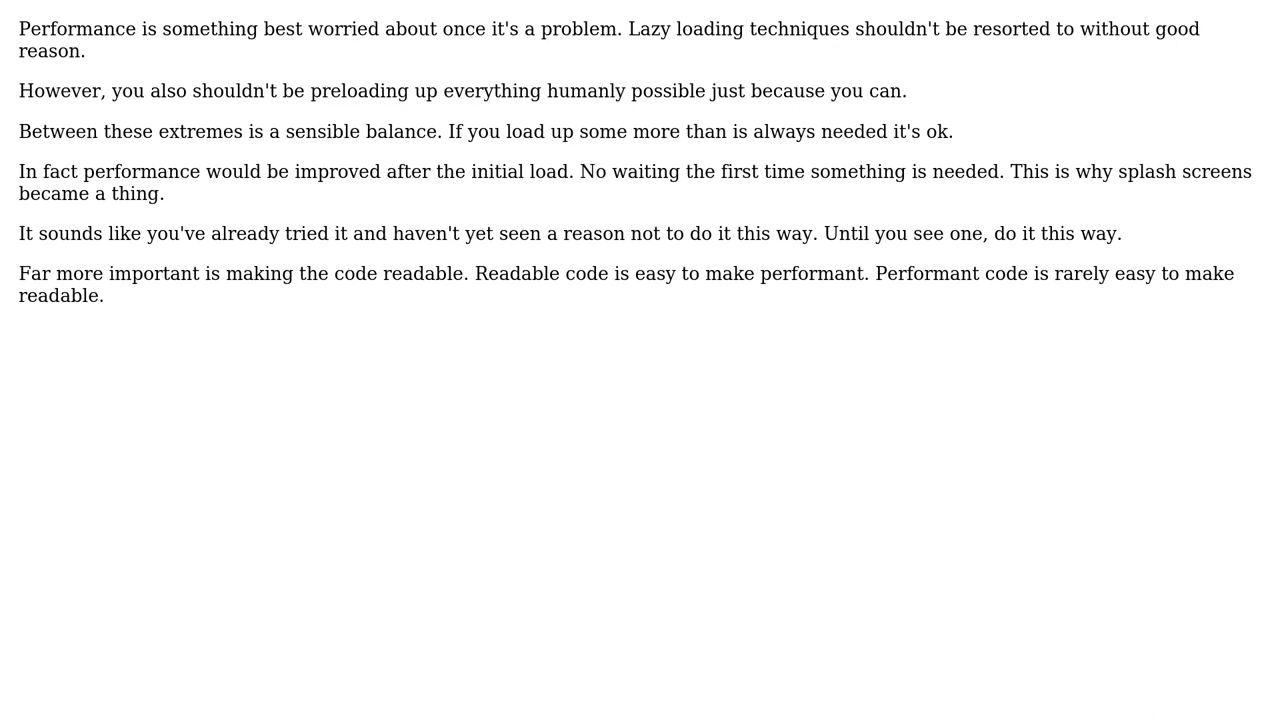 Performance is something best worried about once it's a problem. Lazy loading techniques shouldn't be resorted to without good
reason.
However, you also shouldn't be preloading up everything humanly possible just because you can.
Between these extremes is a sensible balance. If you load up some more than is always needed it's ok.
In fact performance would be improved after the initial load. No waiting the first time something is needed. This is why splash screens
became a thing.
It sounds like you've already tried it and haven't yet seen a reason not to do it this way. Until you see one, do it this way.
Far more important is making the code readable. Readable code is easy to make performant. Performant code is rarely easy to make
readable.